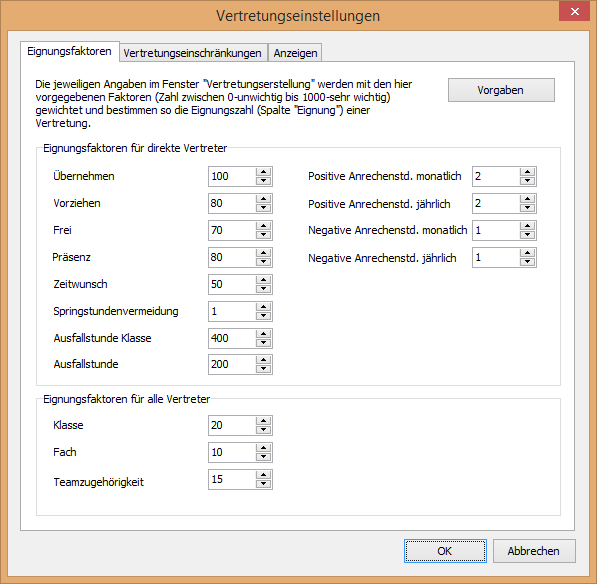 Vertretungseinstellungen
Eignungsfaktoren Vertretungseinschränkungen Anzeigen
Die jeweiligen Angaben im Fenster "Vertretungserstellung" werden mit den hier
vorgegebenen Faktoren (Zahl zwischen 0-unwichtig bis 1000-sehr wichtig)
gewichtet und bestimmen so die Eignungszahl (Spalte "Eignung") einer
Vertretung.
Vorgaben
Eignungsfaktoren für direkte Vertreter
Übernehmen 100 Positive Anrechenstd. monatlich 2
Vorziehen 80 Positive Anrechenstd. jährlich 2
Frei 70 Negative Anrechenstd. monatlich 1
Präsenz 80 Negative Anrechenstd. jährlich 1
Zeitwunsch 50
Springstundenvermeidung 1
Ausfallstunde Klasse 400
Ausfallstunde 200
Eignungsfaktoren für alle Vertreter
Klasse 20
Fach 10
Teamzugehörigkeit 15
OK Abbrechen